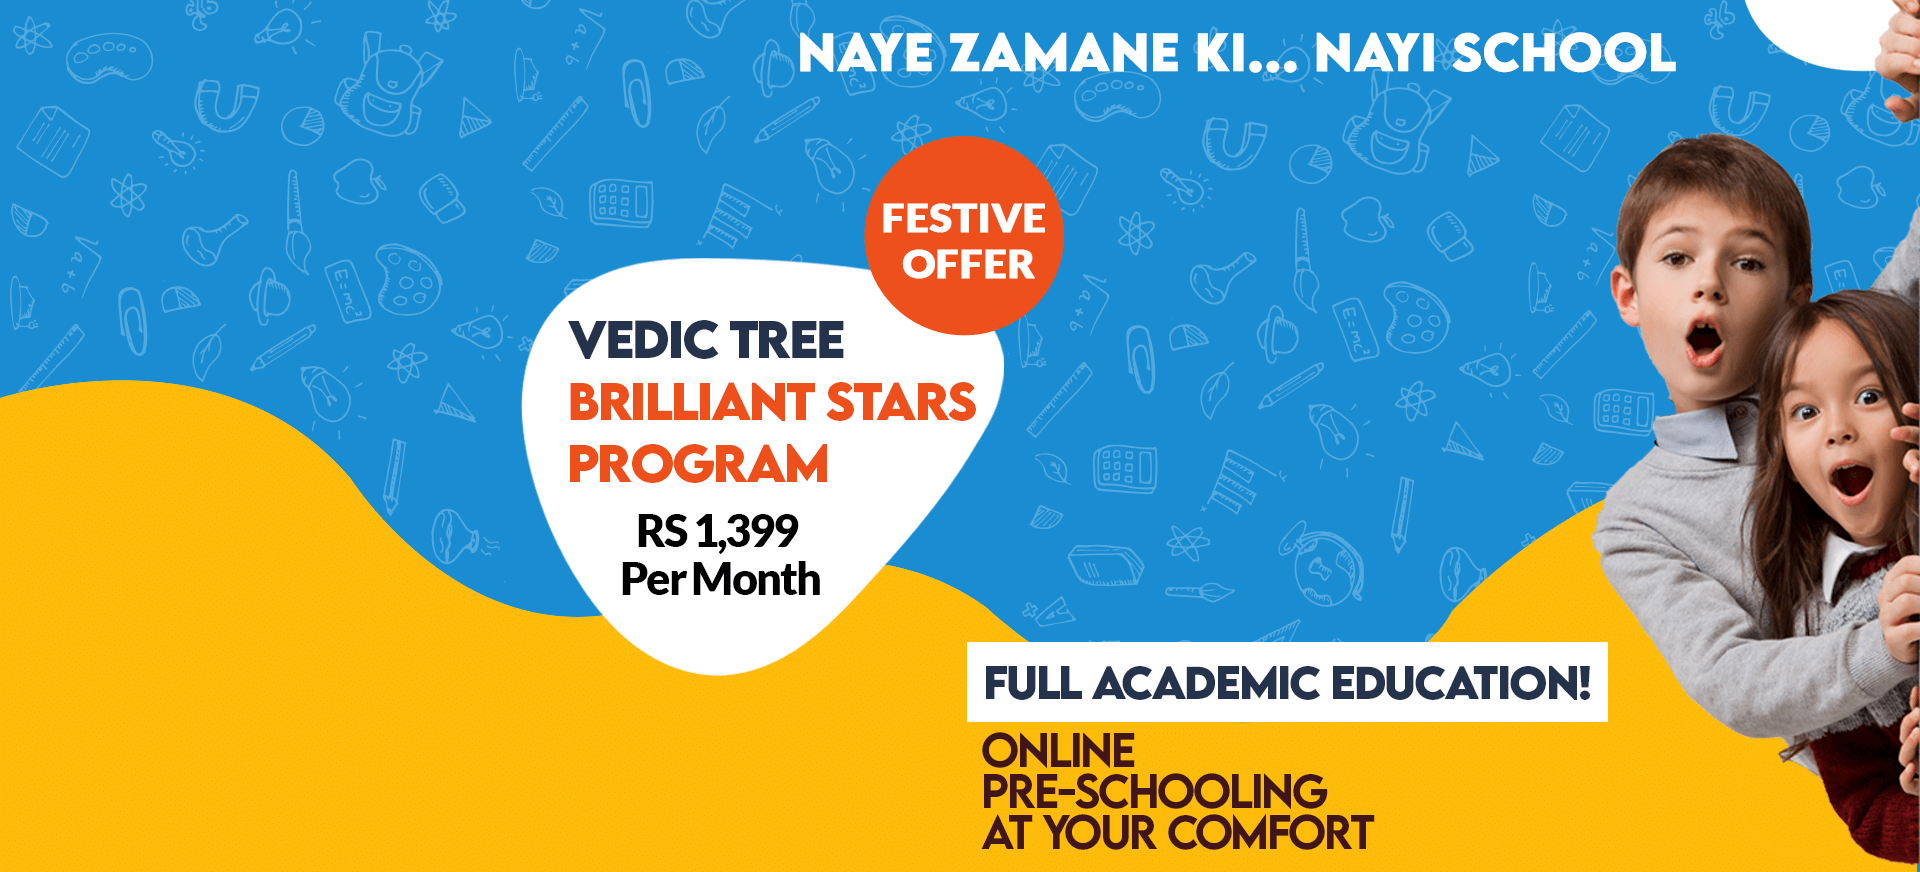 NAYE ZAMANE KI... NAYI SCHOOL
FESTIVE
OFFER
VEDIC TREE
BRILLIANT STARS
PROGRAM
RS 1,399
Per Month
FULL ACADEMIC EDUCATION!
ONLINE
PRE-SCHOOLING
AT YOUR COMFORT